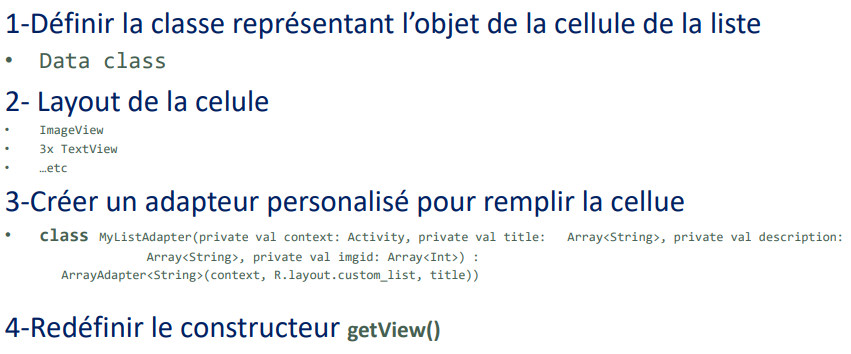 1-Définir la classe représentant l’objet de la cellule de la liste
• Data class
2- Layout de la celule
• ImageView
• 3x TextView
• …etc
3-Créer un adapteur personalisé pour remplir la cellue
• class MyListAdapter(private val context: Activity, private val title: Array<String>, private val description:
Array<String>, private val imgid: Array<Int>) :
ArrayAdapter<String>(context, R.layout.custom_list, title))
4-Redéfinir le constructeur getView()